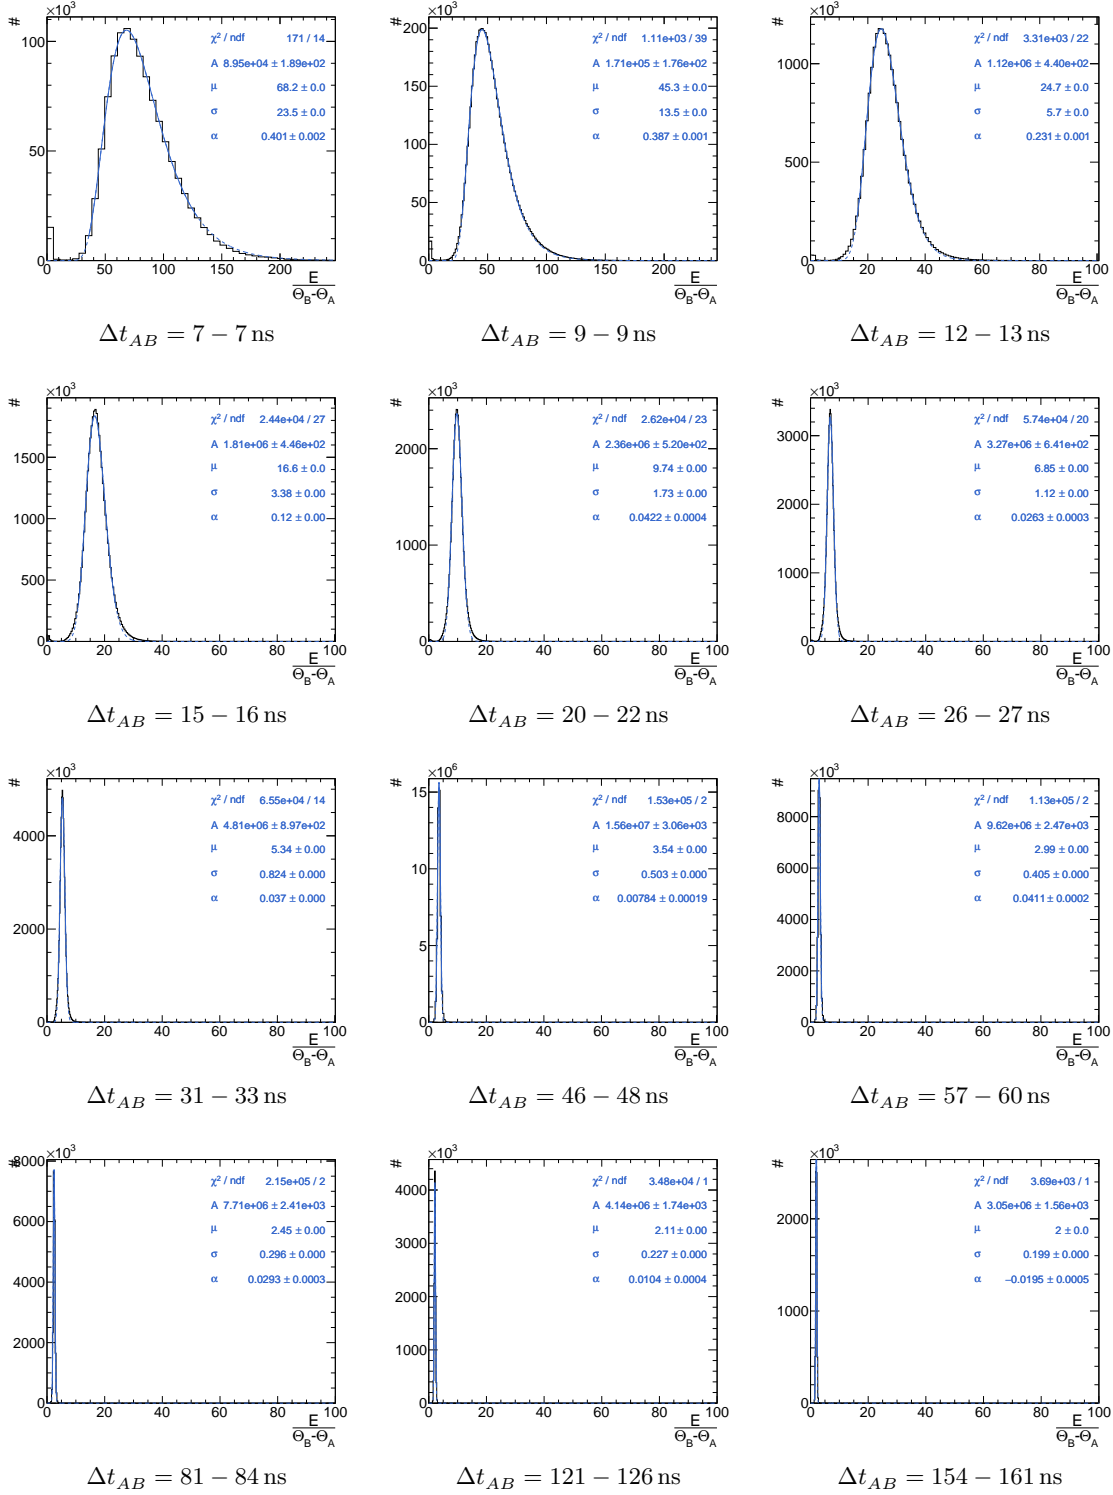 ×10³ ×10³ ×10³
# # #
χ² / ndf 171 / 14
A 8.95e+04 ± 1.89e+02
μ 68.2 ± 0.0
σ 23.5 ± 0.0
α 0.401 ± 0.002
100
50
0
0 50 100 150 200
E
Θ_B-Θ_A
Δt_AB = 7 − 7 ns
χ² / ndf 1.11e+03 / 39
A 1.71e+05 ± 1.76e+02
μ 45.3 ± 0.0
σ 13.5 ± 0.0
α 0.387 ± 0.001
200
150
100
50
0
0 50 100 150 200
E
Θ_B-Θ_A
Δt_AB = 9 − 9 ns
χ² / ndf 3.31e+03 / 22
A 1.12e+06 ± 4.40e+02
μ 24.7 ± 0.0
σ 5.7 ± 0.0
α 0.231 ± 0.001
1000
500
0
0 20 40 60 80 100
E
Θ_B-Θ_A
Δt_AB = 12 − 13 ns
×10³ ×10³ ×10³
# # #
χ² / ndf 2.44e+04 / 27
A 1.81e+06 ± 4.46e+02
μ 16.6 ± 0.0
σ 3.38 ± 0.00
α 0.12 ± 0.00
1500
1000
500
0
0 20 40 60 80 100
E
Θ_B-Θ_A
Δt_AB = 15 − 16 ns
χ² / ndf 2.62e+04 / 23
A 2.36e+06 ± 5.20e+02
μ 9.74 ± 0.00
σ 1.73 ± 0.00
α 0.0422 ± 0.0004
2000
1000
0
0 20 40 60 80 100
E
Θ_B-Θ_A
Δt_AB = 20 − 22 ns
χ² / ndf 5.74e+04 / 20
A 3.27e+06 ± 6.41e+02
μ 6.85 ± 0.00
σ 1.12 ± 0.00
α 0.0263 ± 0.0003
3000
2000
1000
0
0 20 40 60 80 100
E
Θ_B-Θ_A
Δt_AB = 26 − 27 ns
×10³ ×10⁶ ×10³
# # #
χ² / ndf 6.55e+04 / 14
A 4.81e+06 ± 8.97e+02
μ 5.34 ± 0.00
σ 0.824 ± 0.000
α 0.037 ± 0.000
4000
2000
0
0 20 40 60 80 100
E
Θ_B-Θ_A
Δt_AB = 31 − 33 ns
χ² / ndf 1.53e+05 / 2
A 1.56e+07 ± 3.06e+03
μ 3.54 ± 0.00
σ 0.503 ± 0.000
α 0.00784 ± 0.00019
15
10
5
0
0 20 40 60 80 100
E
Θ_B-Θ_A
Δt_AB = 46 − 48 ns
χ² / ndf 1.13e+05 / 2
A 9.62e+06 ± 2.47e+03
μ 2.99 ± 0.00
σ 0.405 ± 0.000
α 0.0411 ± 0.0002
8000
6000
4000
2000
0
0 20 40 60 80 100
E
Θ_B-Θ_A
Δt_AB = 57 − 60 ns
×10³ ×10³ ×10³
# # #
χ² / ndf 2.15e+05 / 2
A 7.71e+06 ± 2.41e+03
μ 2.45 ± 0.00
σ 0.296 ± 0.000
α 0.0293 ± 0.0003
8000
6000
4000
2000
0
0 20 40 60 80 100
E
Θ_B-Θ_A
Δt_AB = 81 − 84 ns
χ² / ndf 3.48e+04 / 1
A 4.14e+06 ± 1.74e+03
μ 2.11 ± 0.00
σ 0.227 ± 0.000
α 0.0104 ± 0.0004
4000
3000
2000
1000
0
0 20 40 60 80 100
E
Θ_B-Θ_A
Δt_AB = 121 − 126 ns
χ² / ndf 3.69e+03 / 1
A 3.05e+06 ± 1.56e+03
μ 2 ± 0.0
σ 0.199 ± 0.000
α −0.0195 ± 0.0005
2000
1000
0
0 20 40 60 80 100
E
Θ_B-Θ_A
Δt_AB = 154 − 161 ns